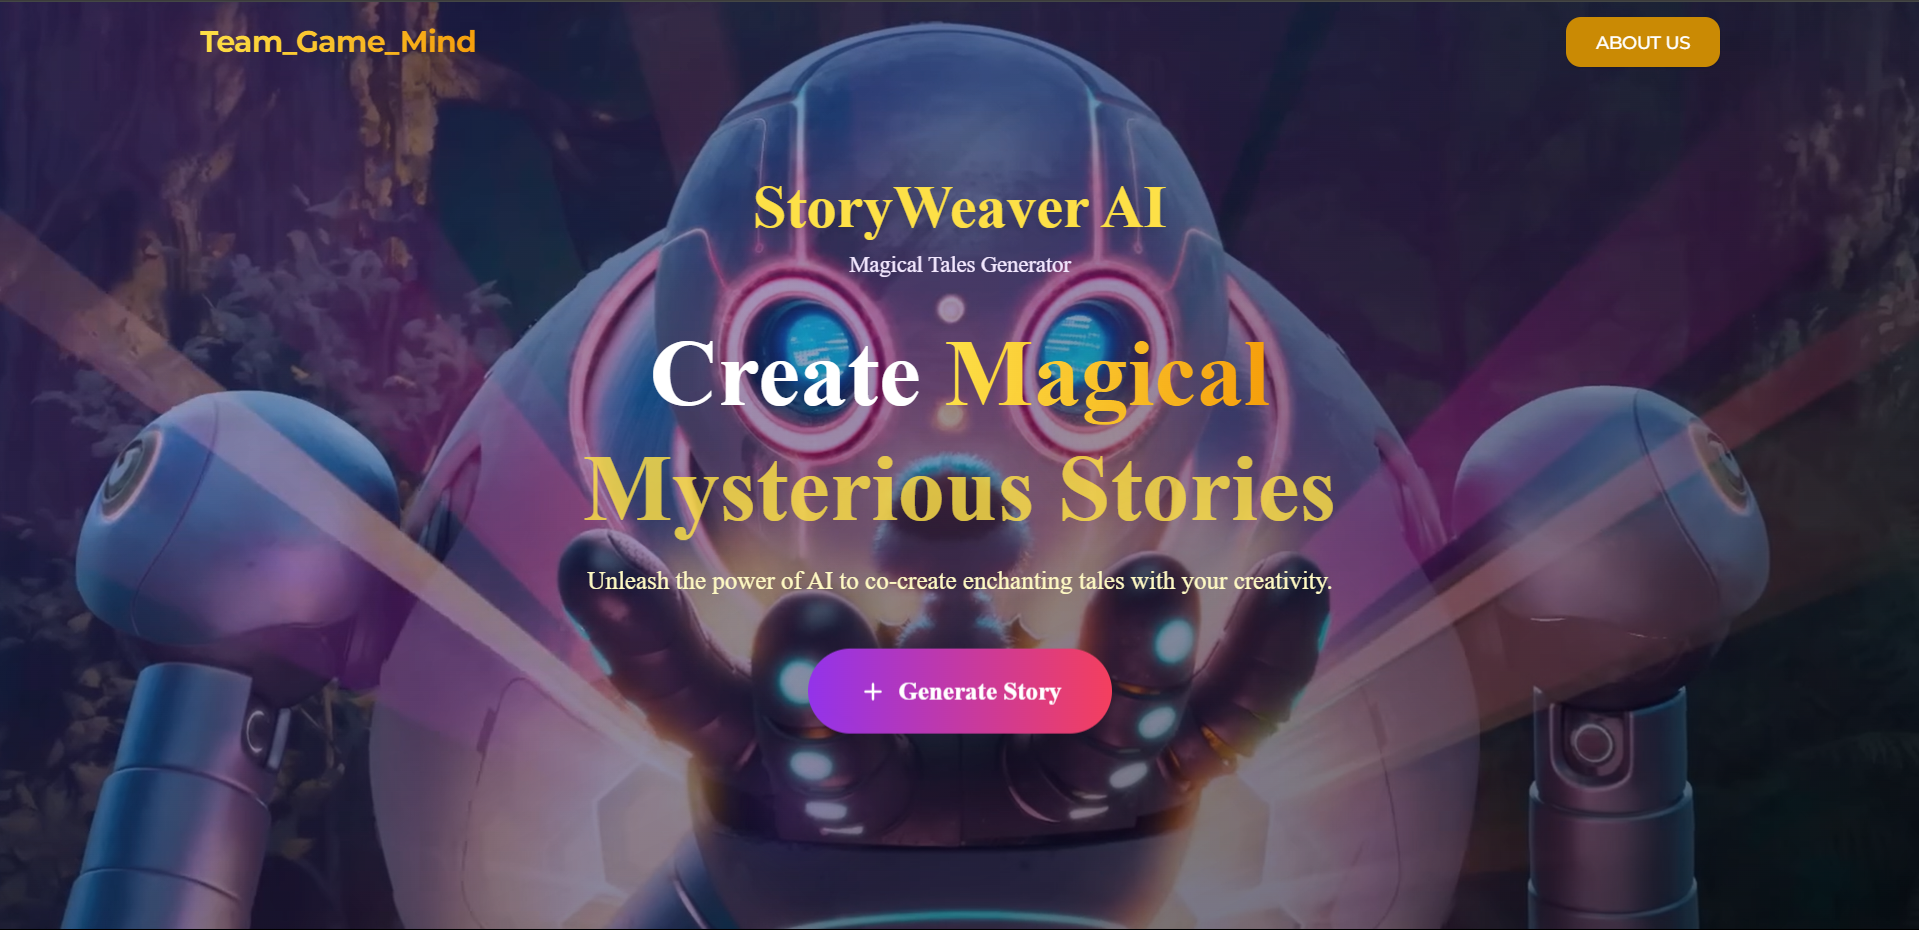 Team_Game_Mind
ABOUT US
StoryWeaver AI
Magical Tales Generator
Create Magical
Mysterious Stories
Unleash the power of AI to co-create enchanting tales with your creativity.
+ Generate Story